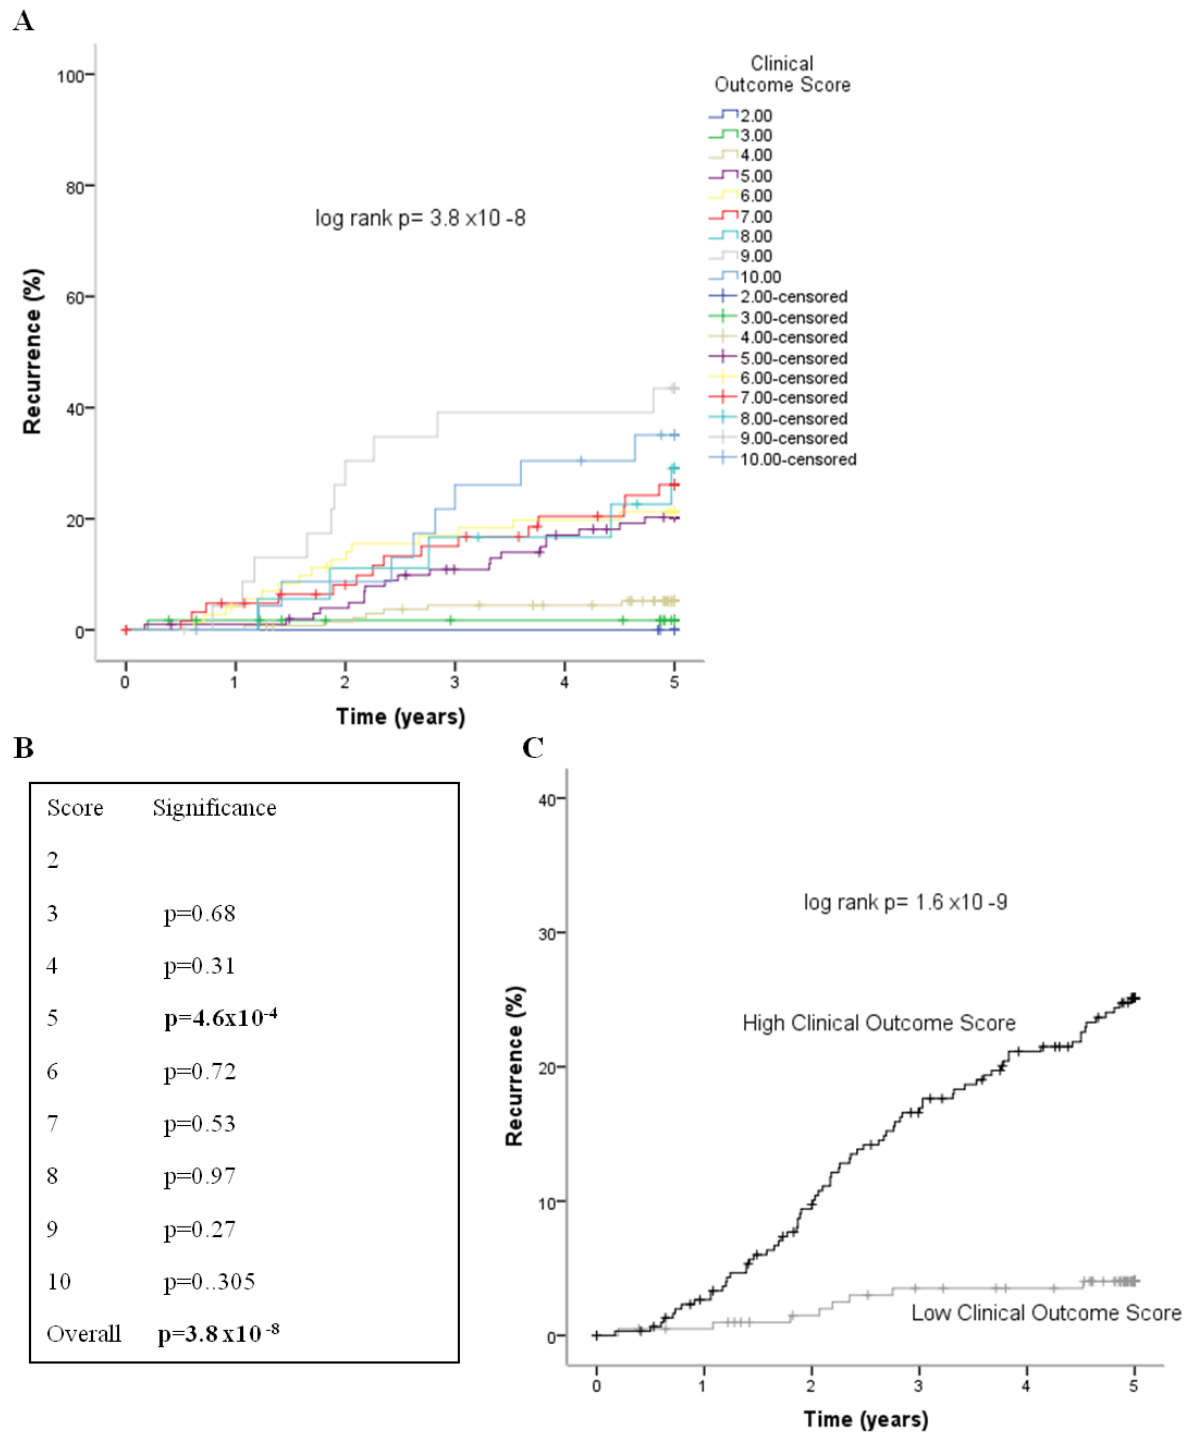 A
100
80
60
40
20
0
Recurrence (%)
log rank p= 3.8 x10 -8
0 1 2 3 4 5
Time (years)
Clinical
Outcome Score
2.00
3.00
4.00
5.00
6.00
7.00
8.00
9.00
10.00
2.00-censored
3.00-censored
4.00-censored
5.00-censored
6.00-censored
7.00-censored
8.00-censored
9.00-censored
10.00-censored
B
Score Significance
2
3 p=0.68
4 p=0.31
5 p=4.6x10-4
6 p=0.72
7 p=0.53
8 p=0.97
9 p=0.27
10 p=0..305
Overall p=3.8 x10 -8
C
40
30
20
10
0
Recurrence (%)
log rank p= 1.6 x10 -9
High Clinical Outcome Score
Low Clinical Outcome Score
0 1 2 3 4 5
Time (years)